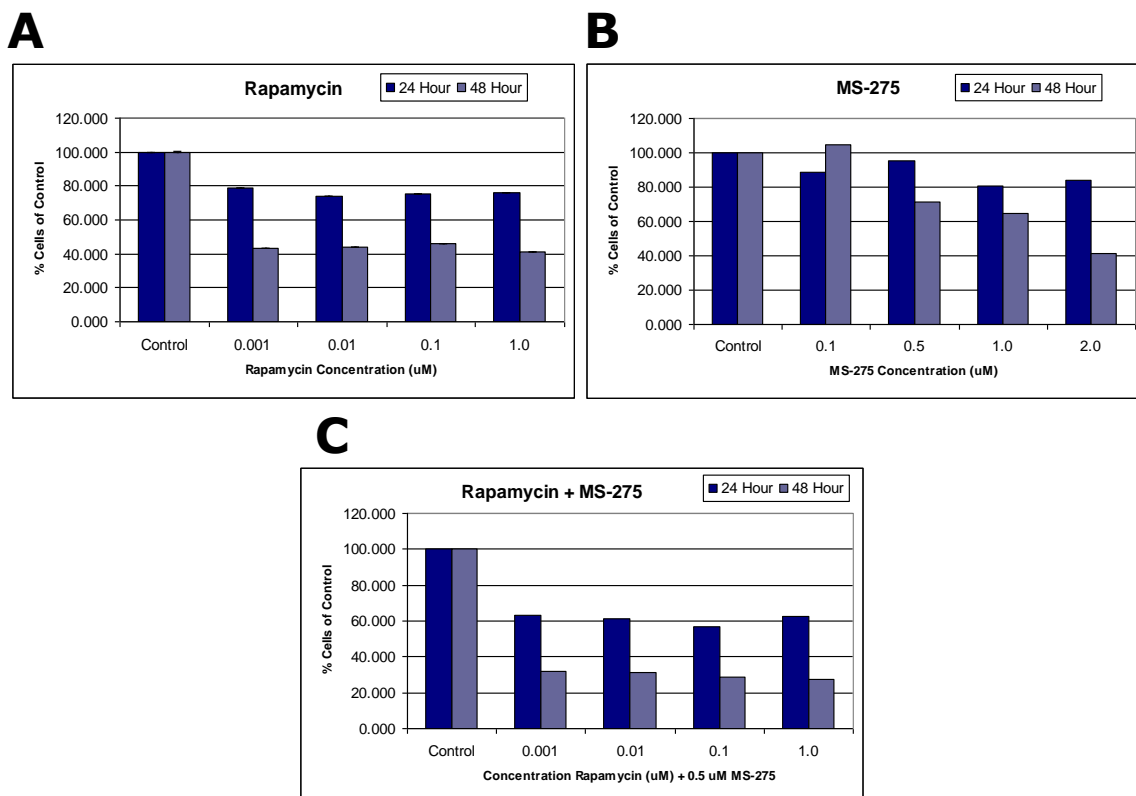 A
Rapamycin
24 Hour 48 Hour
120.000
100.000
80.000
60.000
40.000
20.000
0.000
% Cells of Control
Control 0.001 0.01 0.1 1.0
Rapamycin Concentration (uM)
B
MS-275
24 Hour 48 Hour
120.000
100.000
80.000
60.000
40.000
20.000
0.000
% Cells of Control
Control 0.1 0.5 1.0 2.0
MS-275 Concentration (uM)
C
Rapamycin + MS-275
24 Hour 48 Hour
120.000
100.000
80.000
60.000
40.000
20.000
0.000
% Cells of Control
Control 0.001 0.01 0.1 1.0
Concentration Rapamycin (uM) + 0.5 uM MS-275